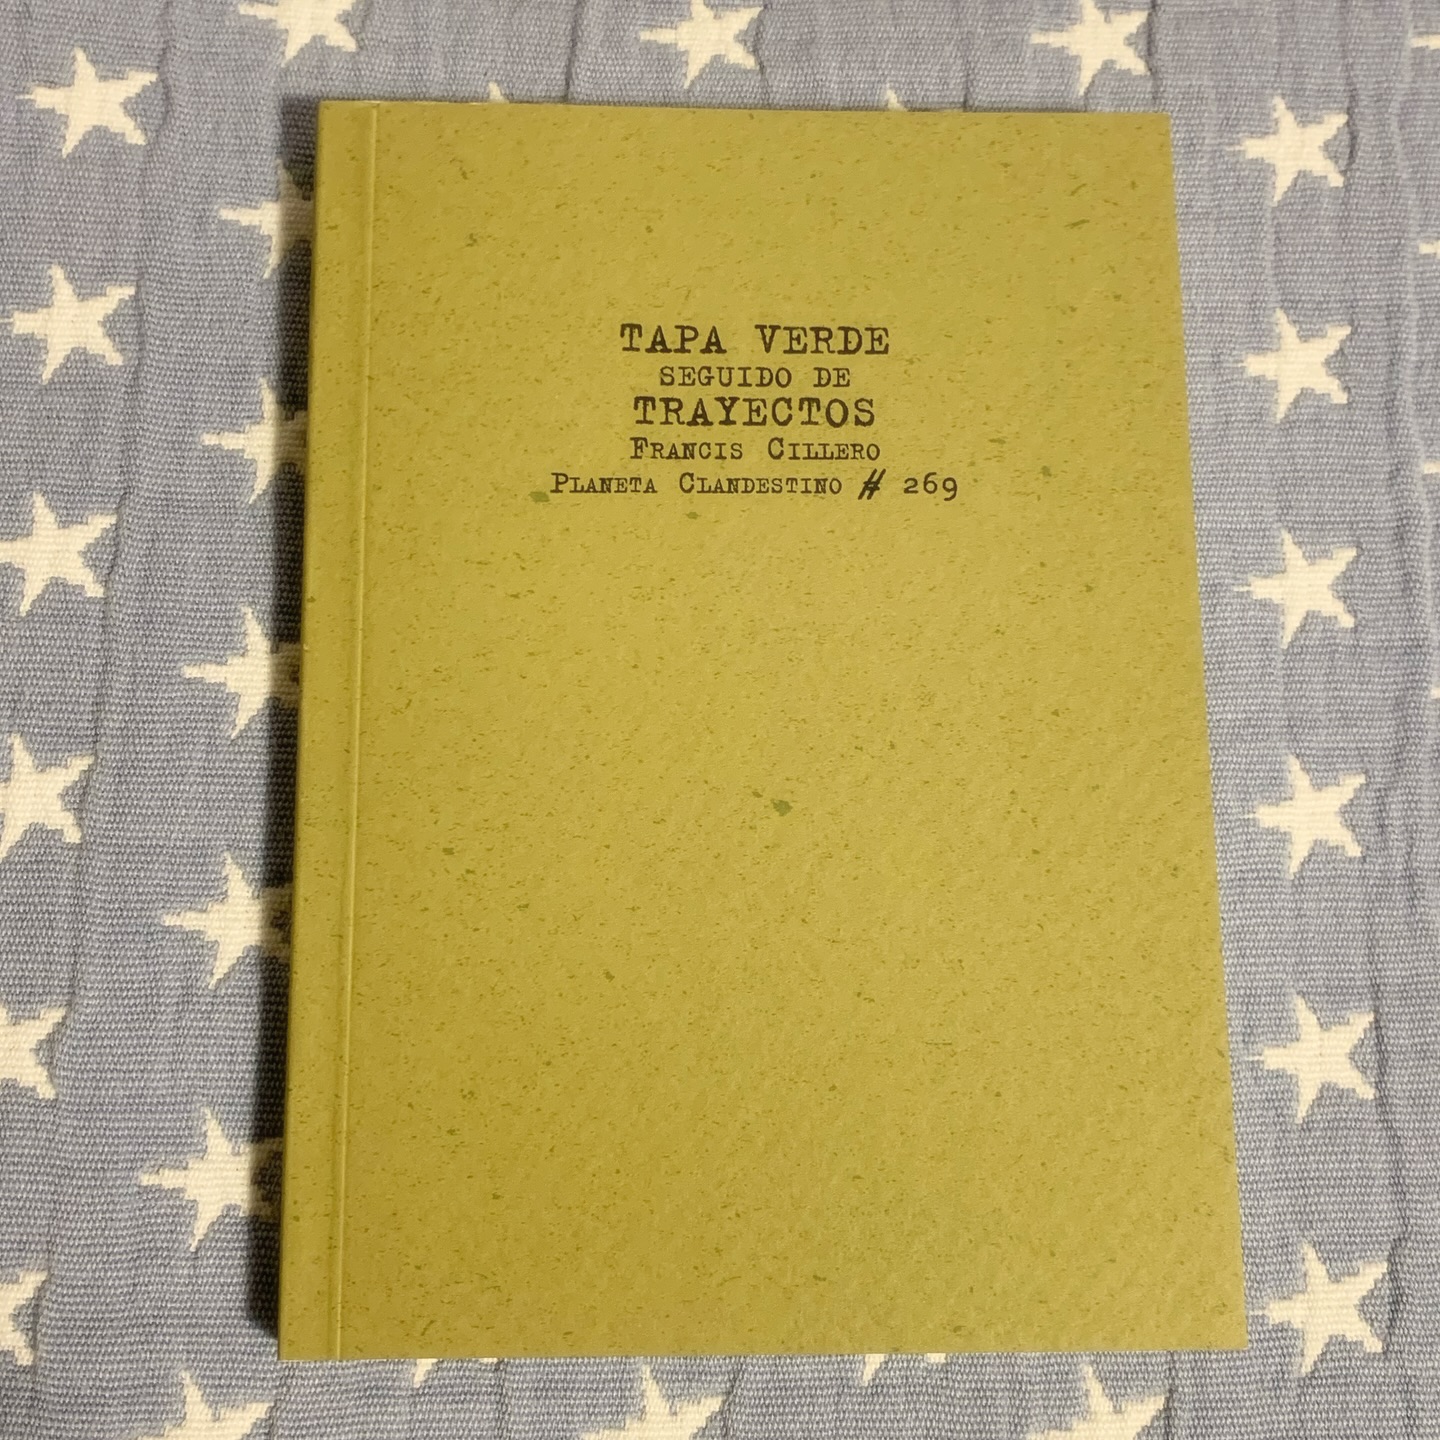 TAPA VERDE
SEGUIDO DE
TRAYECTOS
FRANCIS CILLERO
PLANETA CLANDESTINO # 269